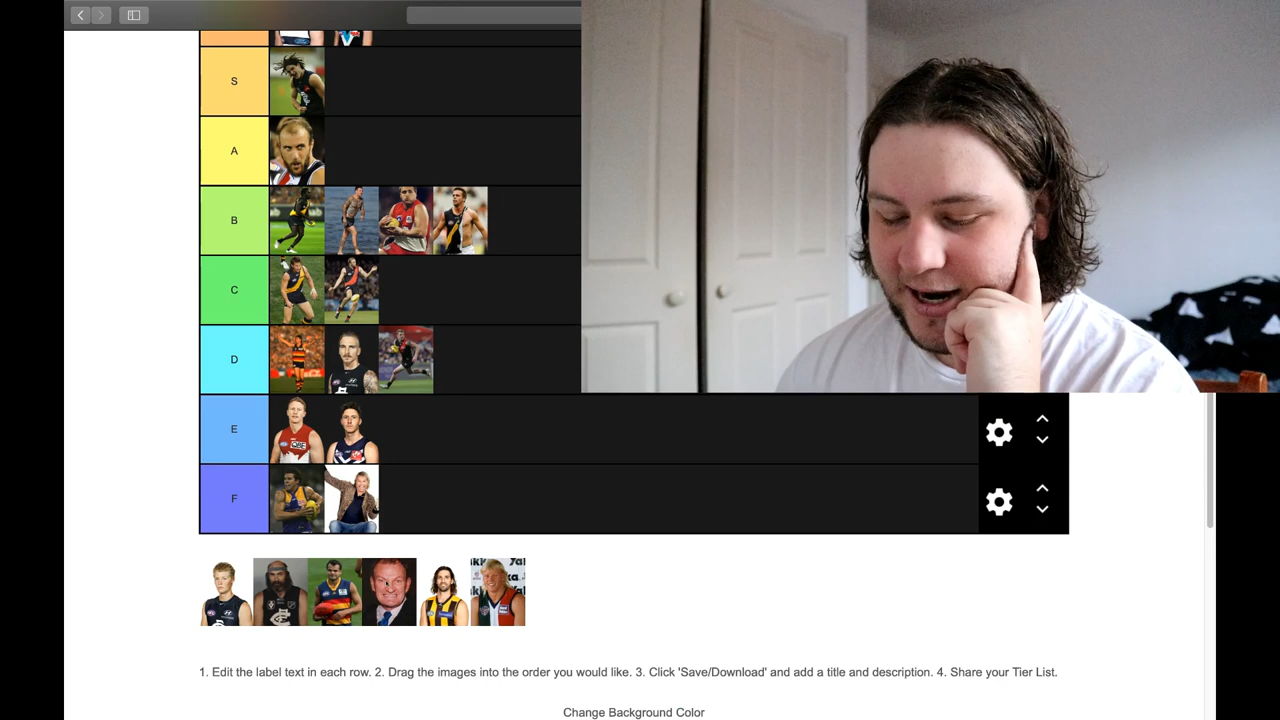 S
A
B
C
D
E
F
1. Edit the label text in each row. 2. Drag the images into the order you would like. 3. Click 'Save/Download' and add a title and description. 4. Share your Tier List.
Change Background Color